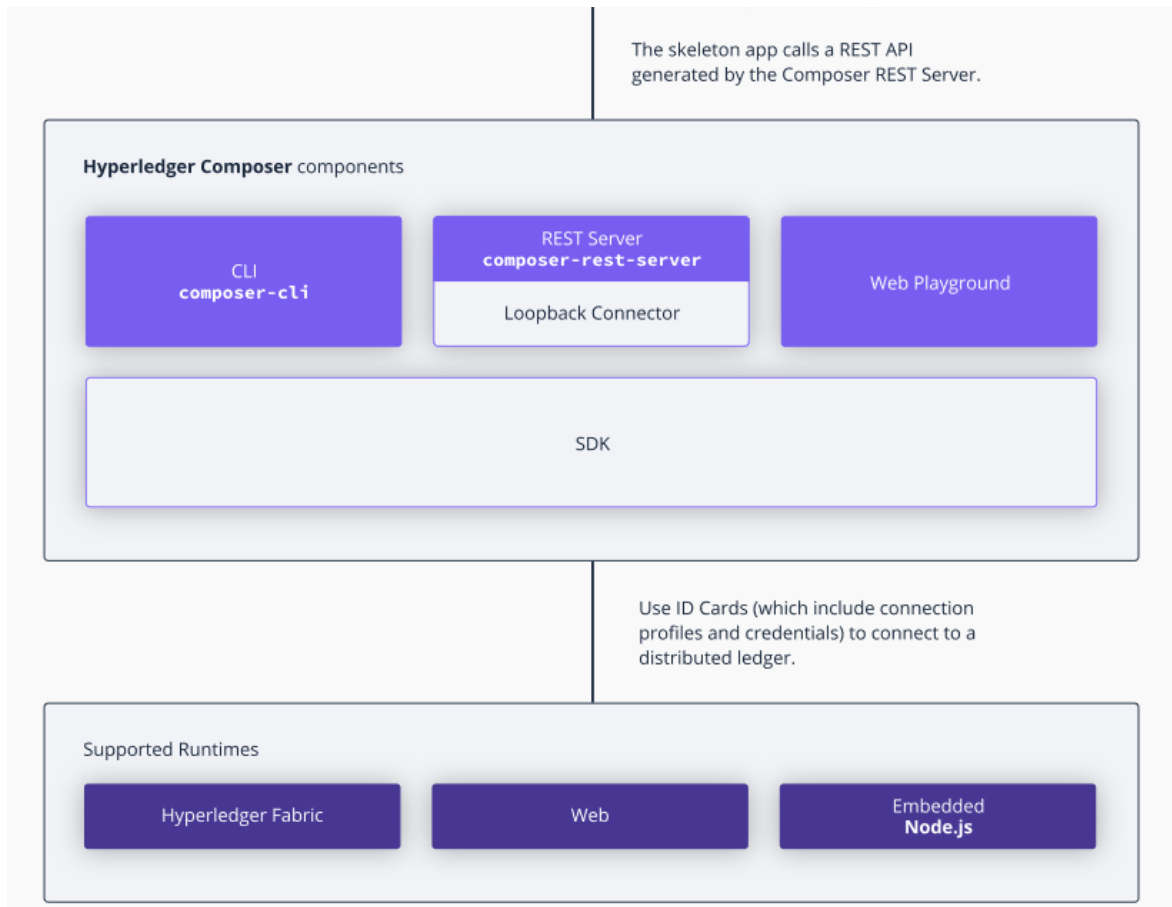 The skeleton app calls a REST API
generated by the Composer REST Server.
Hyperledger Composer components
CLI
composer-cli
REST Server
composer-rest-server
Loopback Connector
Web Playground
SDK
Use ID Cards (which include connection
profiles and credentials) to connect to a
distributed ledger.
Supported Runtimes
Hyperledger Fabric
Web
Embedded
Node.js